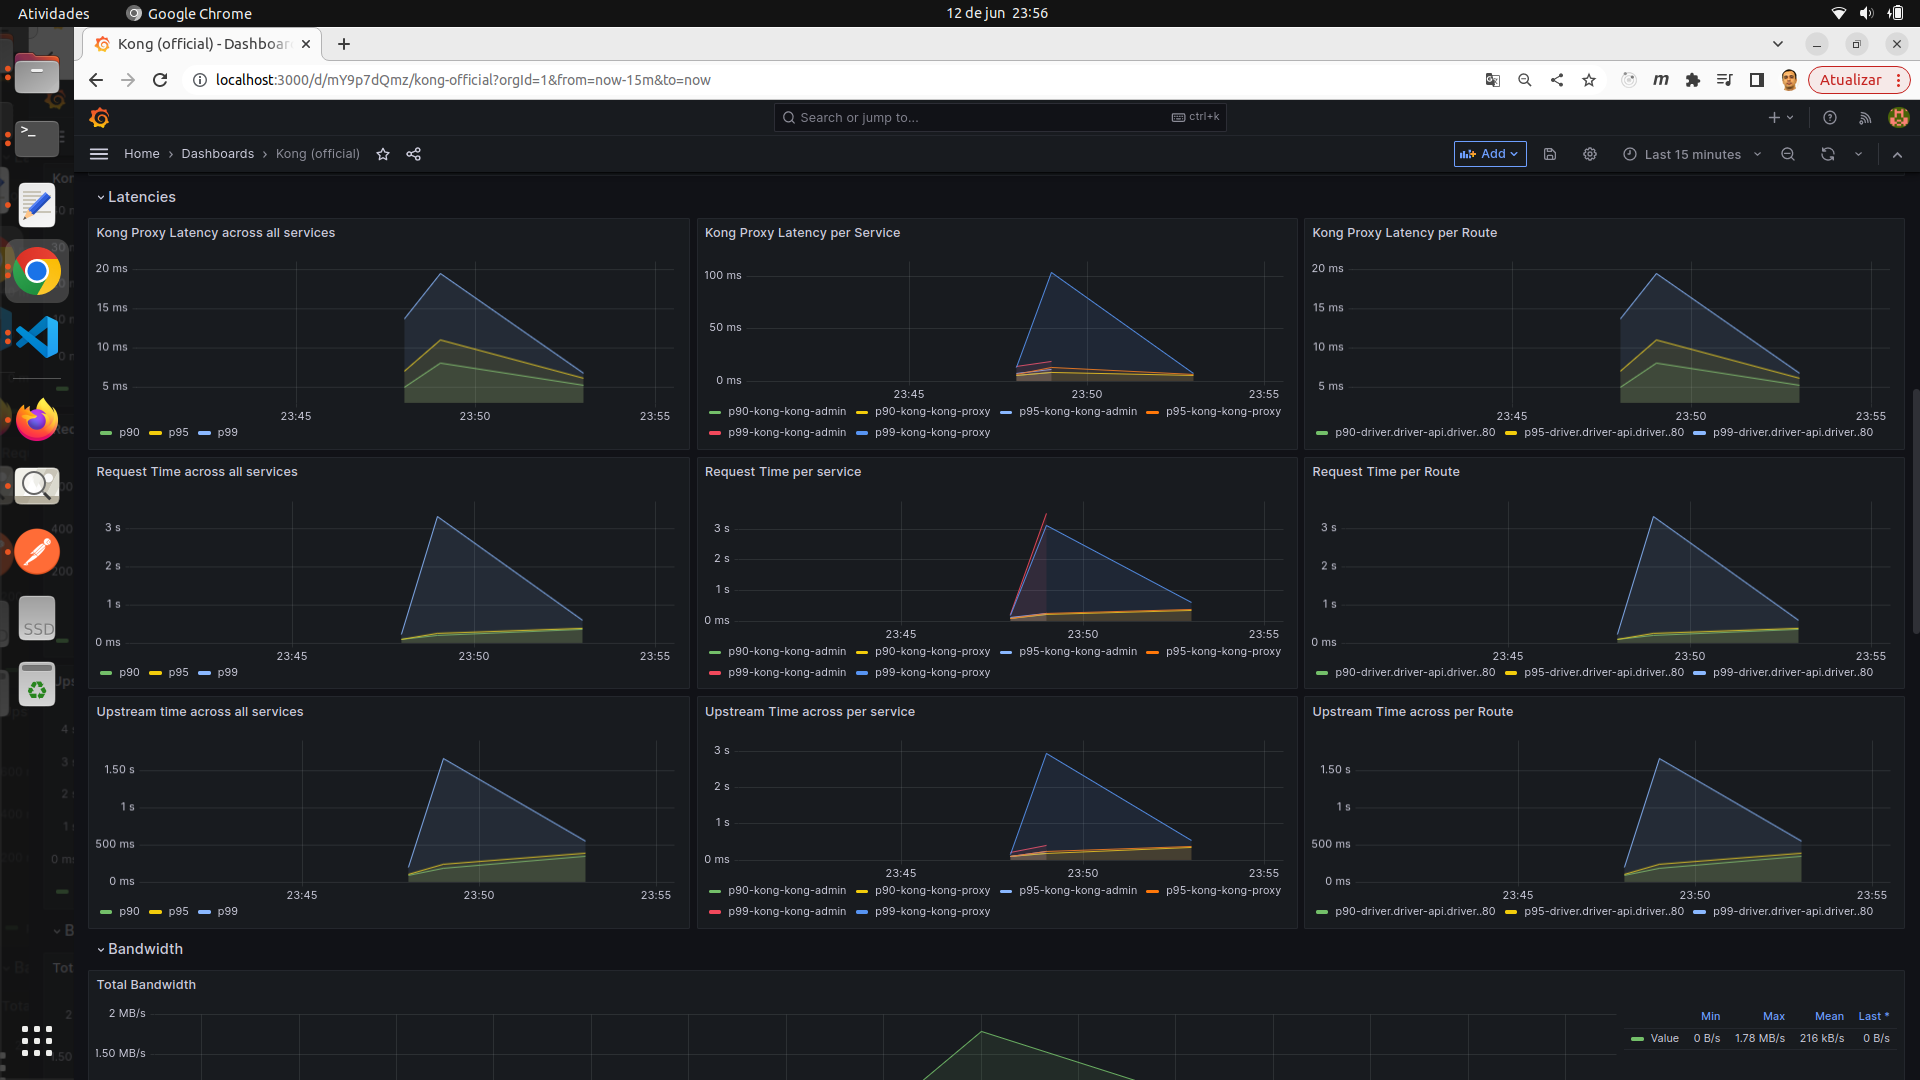 Atividades Google Chrome 12 de jun 23:56
Kong (official) - Dashboar
localhost:3000/d/mY9p7dQmz/kong-official?orgId=1&from=now-15m&to=now m Atualizar
Search or jump to... ctrl+k
Home › Dashboards › Kong (official) Add Last 15 minutes
Latencies
Kong Proxy Latency across all services
20 ms
15 ms
10 ms
5 ms
23:45 23:50 23:55
p90 p95 p99
Kong Proxy Latency per Service
100 ms
50 ms
0 ms
23:45 23:50 23:55
p90-kong-kong-admin p90-kong-kong-proxy p95-kong-kong-admin p95-kong-kong-proxy
p99-kong-kong-admin p99-kong-kong-proxy
Kong Proxy Latency per Route
20 ms
15 ms
10 ms
5 ms
23:45 23:50 23:55
p90-driver.driver-api.driver..80 p95-driver.driver-api.driver..80 p99-driver.driver-api.driver..80
Request Time across all services
3 s
2 s
1 s
0 ms
23:45 23:50 23:55
p90 p95 p99
Request Time per service
3 s
2 s
1 s
0 ms
23:45 23:50 23:55
p90-kong-kong-admin p90-kong-kong-proxy p95-kong-kong-admin p95-kong-kong-proxy
p99-kong-kong-admin p99-kong-kong-proxy
Request Time per Route
3 s
2 s
1 s
0 ms
23:45 23:50 23:55
p90-driver.driver-api.driver..80 p95-driver.driver-api.driver..80 p99-driver.driver-api.driver..80
Upstream time across all services
1.50 s
1 s
500 ms
0 ms
23:45 23:50 23:55
p90 p95 p99
Upstream Time across per service
3 s
2 s
1 s
0 ms
23:45 23:50 23:55
p90-kong-kong-admin p90-kong-kong-proxy p95-kong-kong-admin p95-kong-kong-proxy
p99-kong-kong-admin p99-kong-kong-proxy
Upstream Time across per Route
1.50 s
1 s
500 ms
0 ms
23:45 23:50 23:55
p90-driver.driver-api.driver..80 p95-driver.driver-api.driver..80 p99-driver.driver-api.driver..80
Bandwidth
Total Bandwidth
2 MB/s
1.50 MB/s
Min Max Mean Last *
Value 0 B/s 1.78 MB/s 216 kB/s 0 B/s
SSD